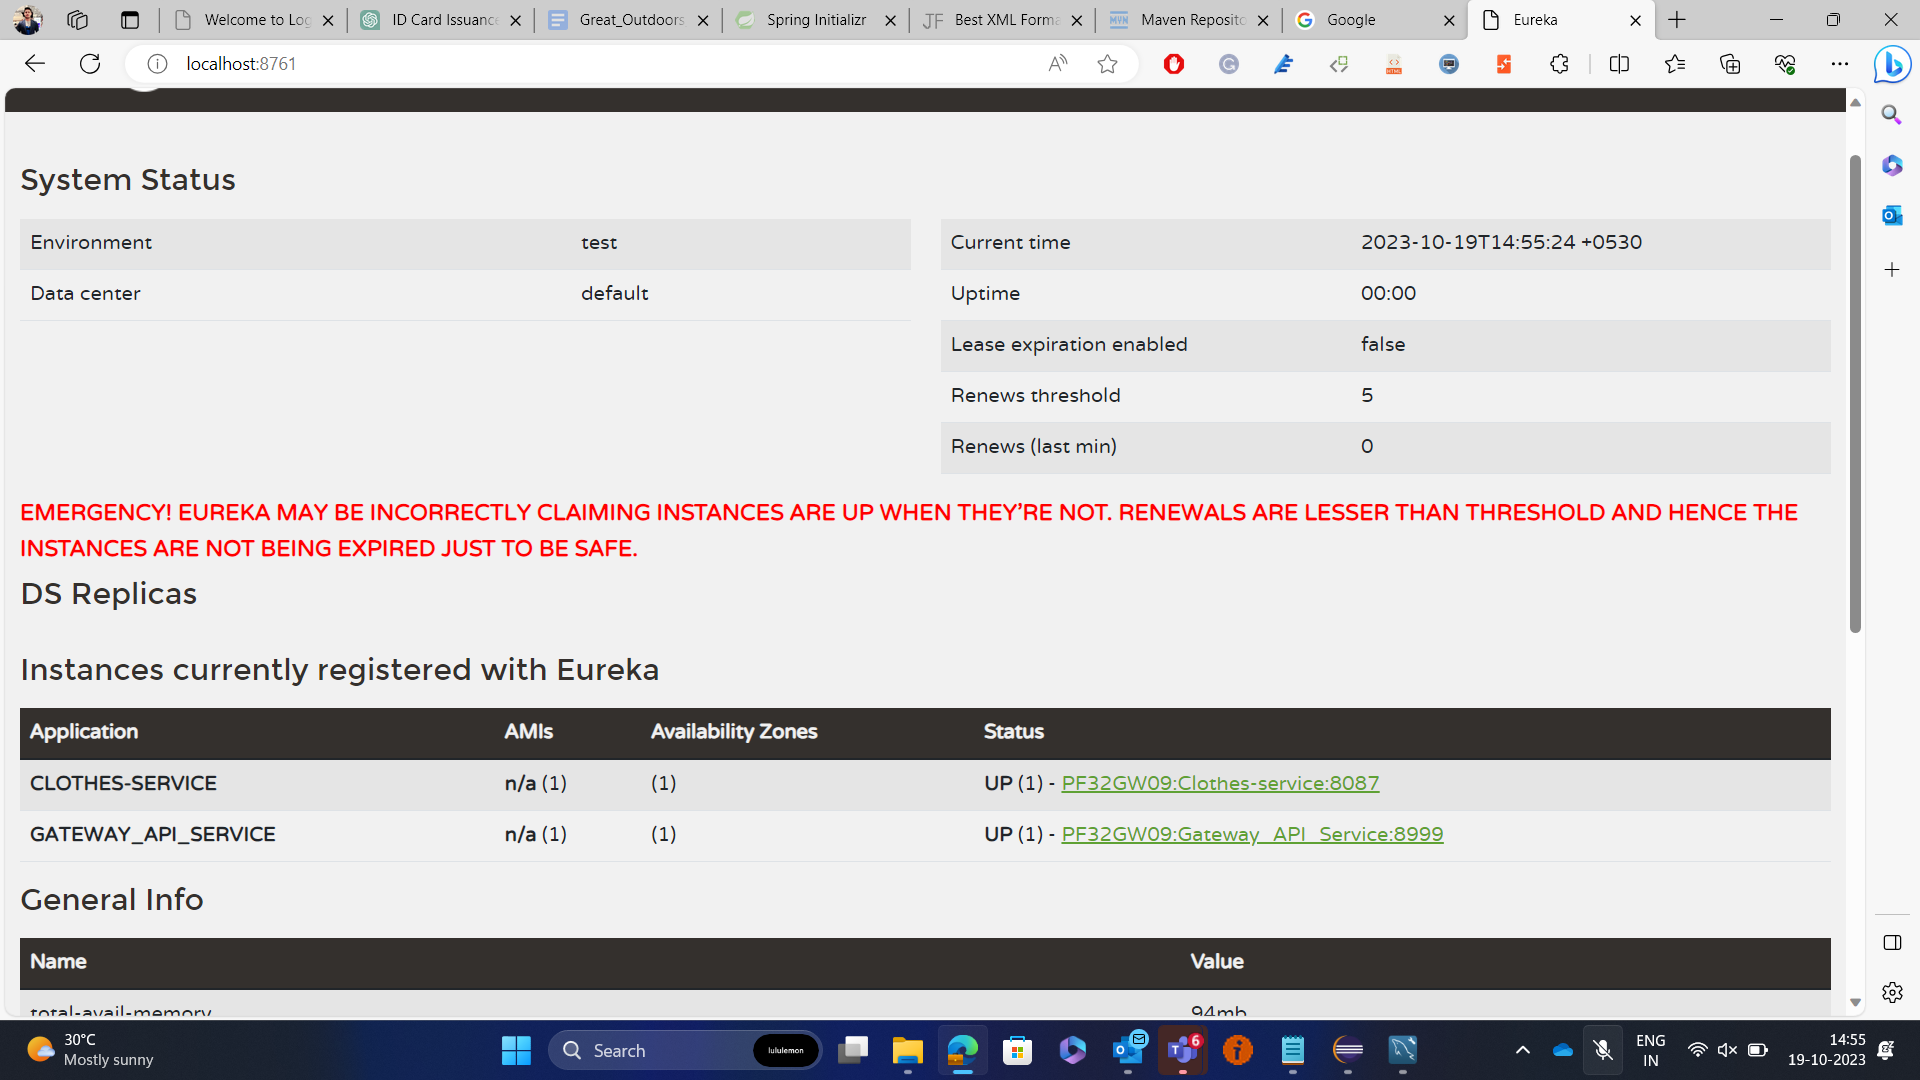 Welcome to Log
ID Card Issuance
Great_Outdoors
Spring Initializr
JF Best XML Forma
MVN Maven Reposito
Google
Eureka
localhost:8761
System Status
Environment test
Data center default
Current time 2023-10-19T14:55:24 +0530
Uptime 00:00
Lease expiration enabled false
Renews threshold 5
Renews (last min) 0
EMERGENCY! EUREKA MAY BE INCORRECTLY CLAIMING INSTANCES ARE UP WHEN THEY'RE NOT. RENEWALS ARE LESSER THAN THRESHOLD AND HENCE THE
INSTANCES ARE NOT BEING EXPIRED JUST TO BE SAFE.
DS Replicas
Instances currently registered with Eureka
Application AMIs Availability Zones Status
CLOTHES-SERVICE n/a (1) (1) UP (1) - PF32GW09:Clothes-service:8087
GATEWAY_API_SERVICE n/a (1) (1) UP (1) - PF32GW09:Gateway_API_Service:8999
General Info
Name Value
total-avail-memory 94mb
30°C
Mostly sunny
Search
lululemon
6
ENG
IN
14:55
19-10-2023